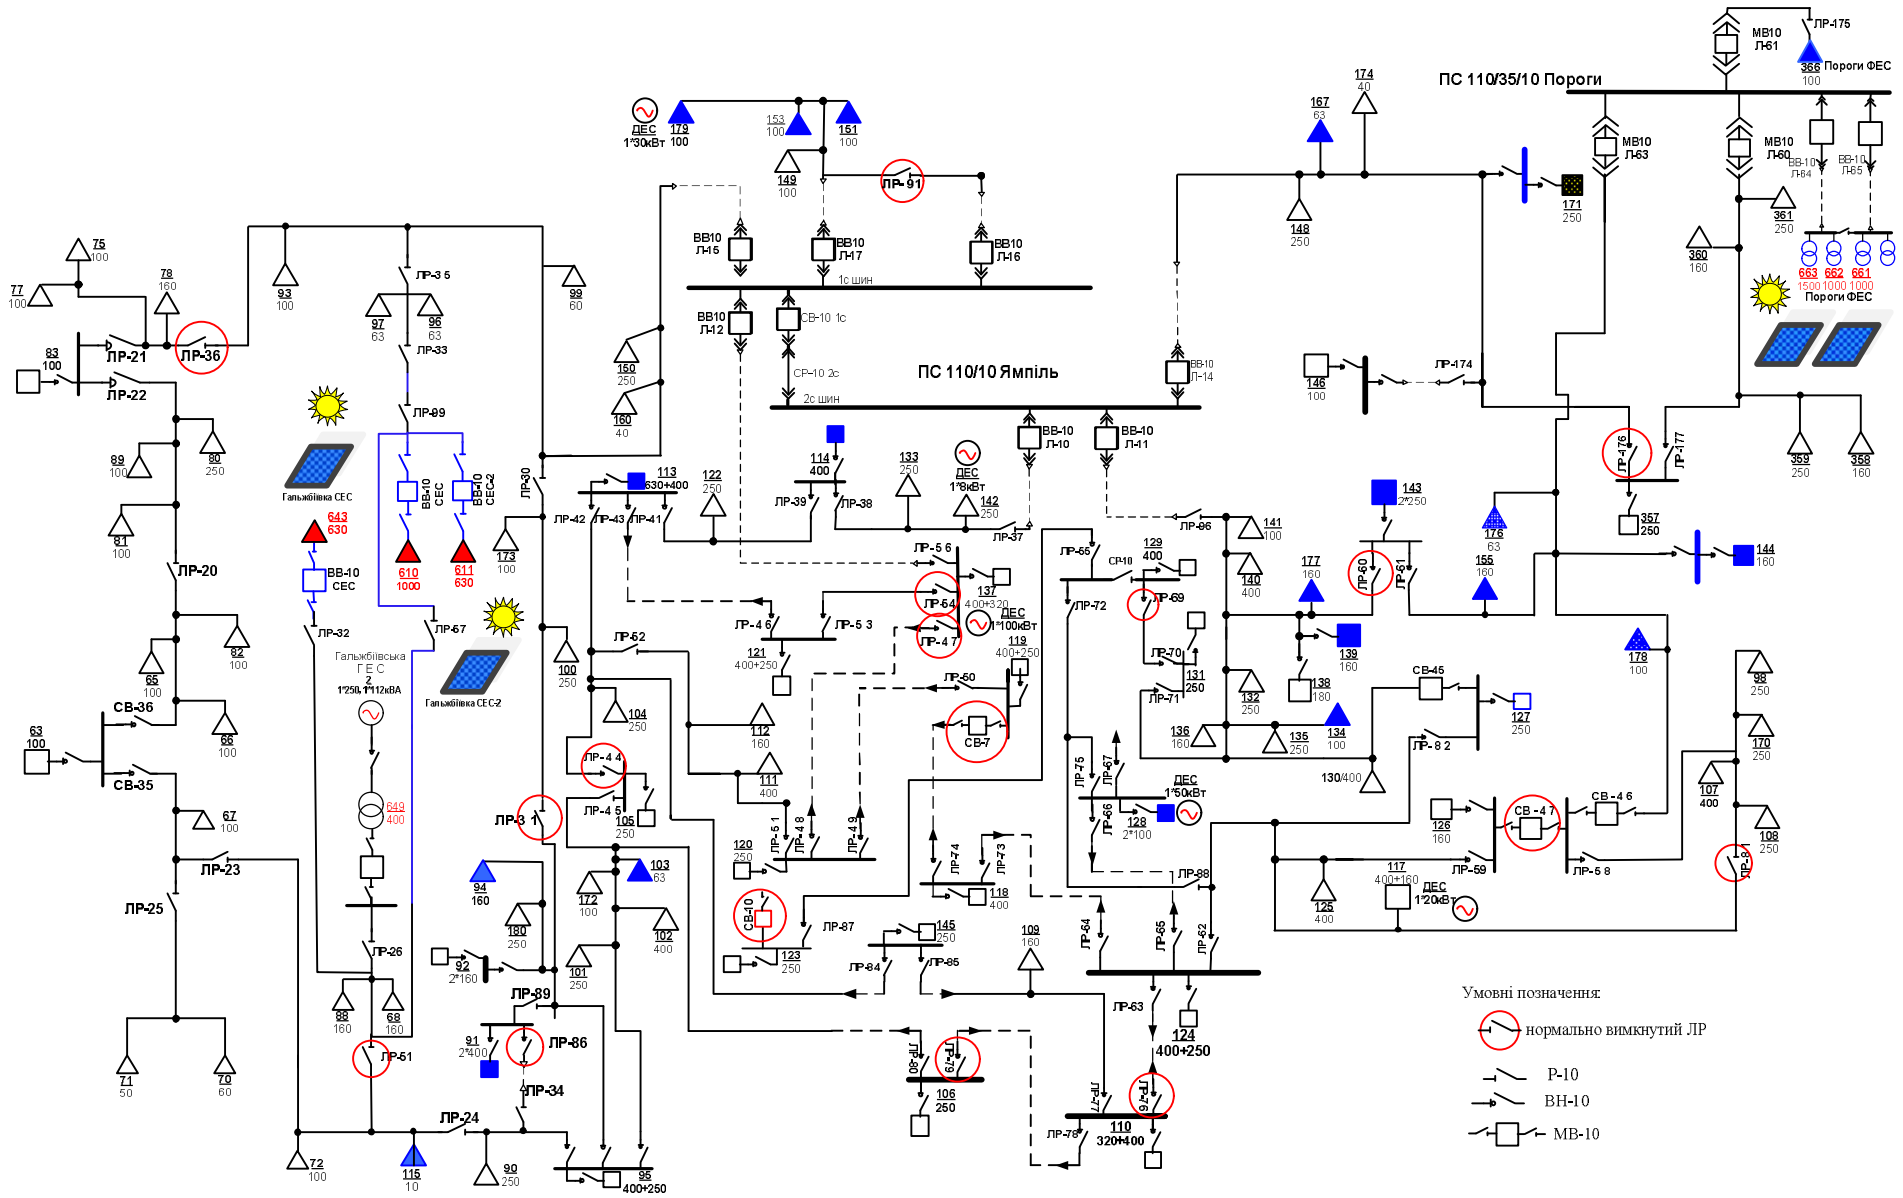 МВ10
Л-61
ЛР-175
366
100
Пороги ФЕС
ПС 110/35/10 Пороги
174
40
167
63
МВ10
Л-63
МВ10
Л-60
ВВ-10
Л-64
ВВ-10
Л-65
ДЕС
1*30кВт
179
100
153
100
151
100
149
100
ЛР-91
171
250
148
250
361
250
360
160
663
1500
662
1000
661
1000
Пороги ФЕС
75
100
77
100
78
160
83
100
ЛР-21
ЛР-36
ЛР-22
93
100
ЛР-35
97
63
96
63
ЛР-33
99
60
ВВ10
Л-15
ВВ10
Л-17
ВВ10
Л-16
1с шин
ВВ10
Л-12
СВ-10 1с
СР-10 2с
ПС 110/10 Ямпіль
2с шин
ВВ-10
Л-14
150
250
160
40
146
100
ЛР-174
ЛР-176
ЛР-177
359
250
358
160
357
250
89
100
80
250
81
100
ЛР-20
ЛР-99
Гальжбіївка СЕС
ВВ-10
СЕС
ВВ-10
СЕС-2
643
630
610
1000
611
630
ВВ-10
СЕС
ЛР-30
173
100
ЛР-32
ЛР-57
ЛР-42
ЛР-43
ЛР-41
113
630+400
122
250
114
400
ЛР-39
ЛР-38
133
250
ДЕС
1*8кВт
142
250
ЛР-37
ВВ-10
Л-10
ВВ-10
Л-11
ЛР-96
141
100
140
400
143
2*250
ЛР-60
ЛР-61
176
63
155
160
177
160
144
160
178
100
82
100
65
100
66
100
СВ-36
63
100
СВ-35
67
100
ЛР-23
ЛР-25
71
50
70
60
Гальжбіївська
ГЕС
2
1*250, 1*112кВА
Гальжбіївка СЕС-2
649
400
ЛР-26
88
160
68
160
ЛР-51
100
250
ЛР-52
104
250
ЛР-44
ЛР-45
105
250
ЛР-31
ЛР-56
137
400+320
ЛР-54
ЛР-47
ДЕС
1*100кВт
119
400+250
ЛР-46
ЛР-53
121
400+250
ЛР-50
СВ-7
112
160
111
400
ЛР-51
ЛР-48
ЛР-49
120
250
ЛР-55
СР-10
ЛР-72
129
400
ЛР-69
ЛР-70
131
250
ЛР-71
139
160
138
180
132
250
136
160
135
250
134
100
130/400
СВ-45
127
250
ЛР-82
98
250
170
250
107
400
108
250
ЛР-81
ЛР-75
ЛР-67
ЛР-66
128
2*100
ДЕС
1*50кВт
126
160
СВ-47
СВ-46
ЛР-59
ЛР-58
117
400+160
ДЕС
1*20кВт
125
400
ЛР-88
ЛР-74
ЛР-73
118
400
СВ-10
ЛР-87
123
250
145
250
ЛР-84
ЛР-85
109
160
ЛР-64
ЛР-65
ЛР-62
ЛР-63
124
400+250
94
160
180
250
92
2*160
172
100
103
63
102
400
101
250
ЛР-89
91
2*400
ЛР-86
ЛР-34
ЛР-24
72
100
115
10
90
250
95
400+250
ЛР-80
ЛР-79
106
250
ЛР-77
ЛР-76
110
320+400
ЛР-78
Умовні позначення:
нормально вимкнутий ЛР
Р-10
ВН-10
МВ-10